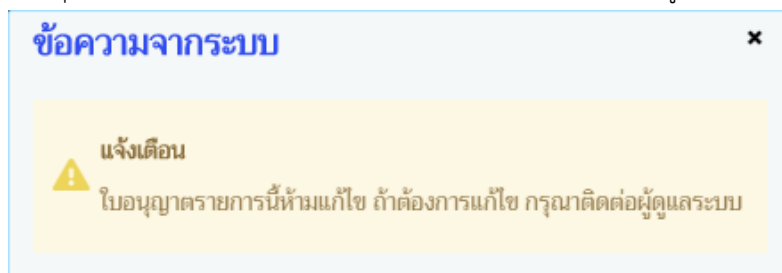 ข้อความจากระบบ
แจ้งเตือน
ใบอนุญาตรายการนี้ห้ามแก้ไข ถ้าต้องการแก้ไข กรุณาติดต่อผู้ดูแลระบบ